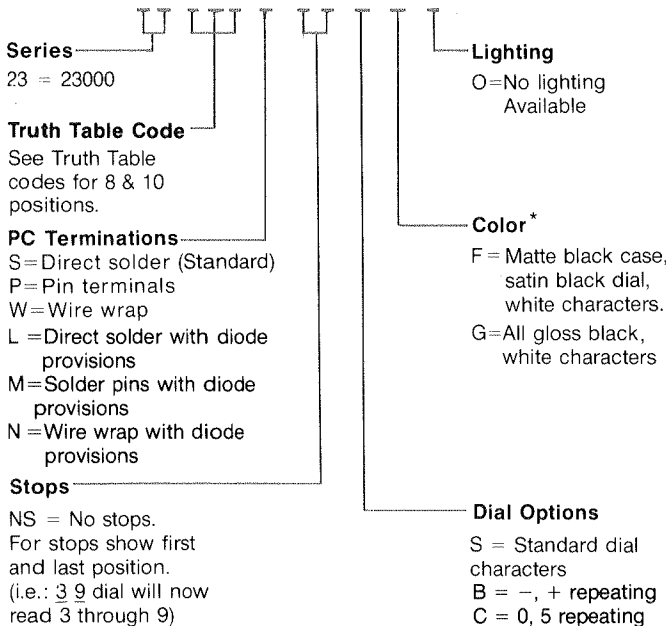 Series
23 = 23000
Truth Table Code
See Truth Table
codes for 8 & 10
positions.
PC Terminations
S=Direct solder (Standard)
P=Pin terminals
W=Wire wrap
L =Direct solder with diode
provisions
M=Solder pins with diode
provisions
N =Wire wrap with diode
provisions
Stops
NS = No stops.
For stops show first
and last position.
(i.e.: 3 9 dial will now
read 3 through 9)
Lighting
O=No lighting
Available
Color*
F = Matte black case,
satin black dial,
white characters.
G=All gloss black,
white characters
Dial Options
S = Standard dial
characters
B = −, + repeating
C = 0, 5 repeating